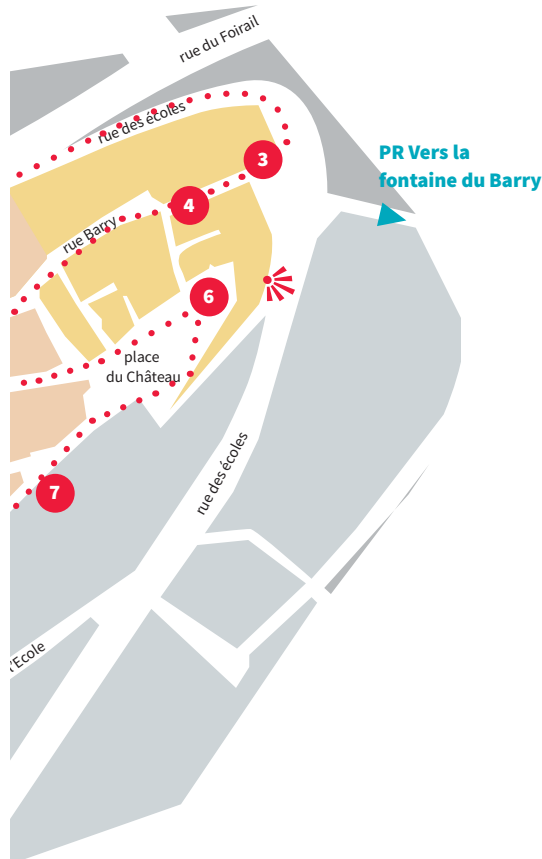 rue du Foirail
rue des écoles
PR Vers la
fontaine du Barry
3
4
rue Barry
6
place
du Château
rue des écoles
7
l'Ecole